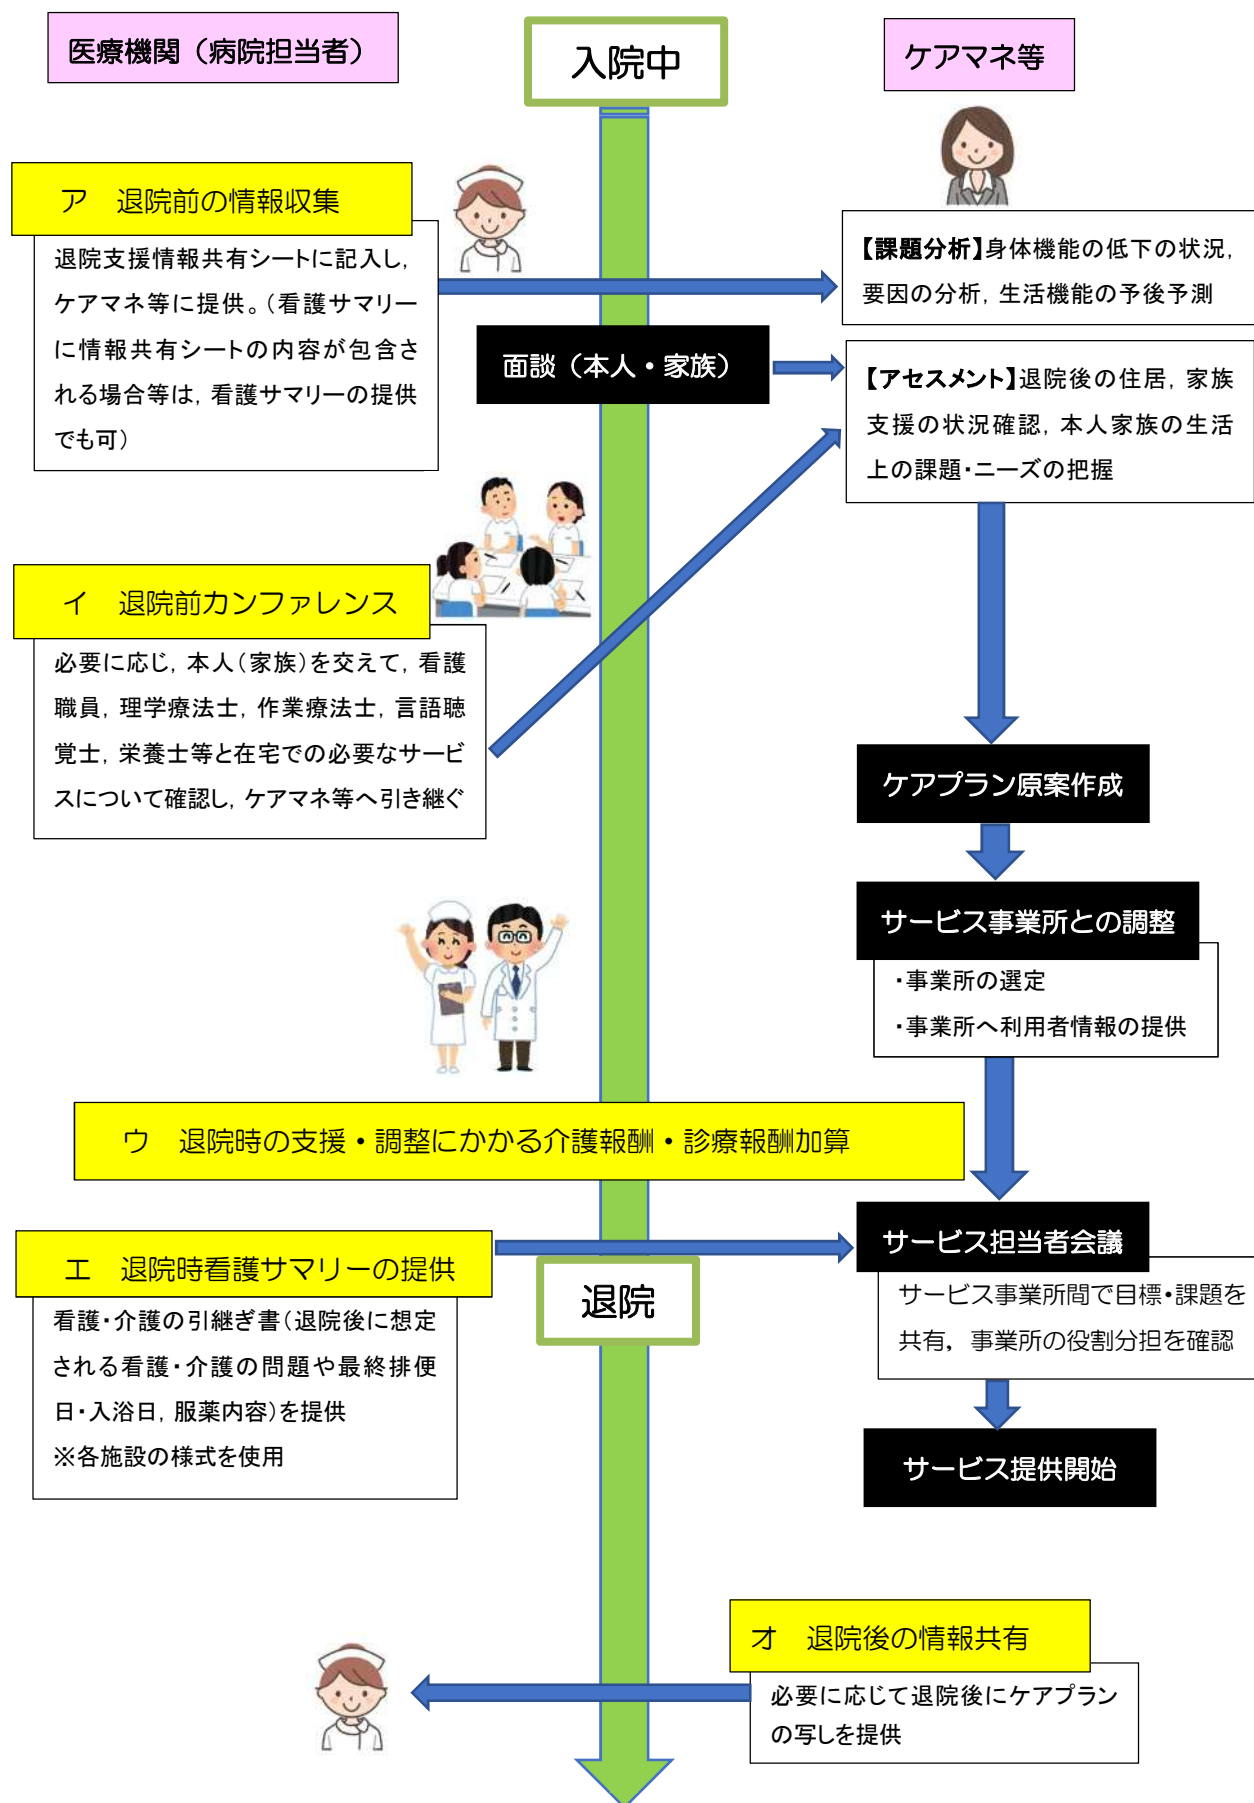 医療機関（病院担当者）
入院中
ケアマネ等
ア　退院前の情報収集
退院支援情報共有シートに記入し，
ケアマネ等に提供。（看護サマリー
に情報共有シートの内容が包含さ
れる場合等は，看護サマリーの提供
でも可）
【課題分析】身体機能の低下の状況，
要因の分析，生活機能の予後予測
面談（本人・家族）
【アセスメント】退院後の住居，家族
支援の状況確認，本人家族の生活
上の課題・ニーズの把握
イ　退院前カンファレンス
必要に応じ，本人（家族）を交えて，看護
職員，理学療法士，作業療法士，言語聴
覚士，栄養士等と在宅での必要なサービ
スについて確認し，ケアマネ等へ引き継ぐ
ケアプラン原案作成
サービス事業所との調整
・事業所の選定
・事業所へ利用者情報の提供
ウ　退院時の支援・調整にかかる介護報酬・診療報酬加算
エ　退院時看護サマリーの提供
看護・介護の引継ぎ書（退院後に想定
される看護・介護の問題や最終排便
日・入浴日，服薬内容）を提供
※各施設の様式を使用
退院
サービス担当者会議
サービス事業所間で目標・課題を
共有，事業所の役割分担を確認
サービス提供開始
オ　退院後の情報共有
必要に応じて退院後にケアプラン
の写しを提供